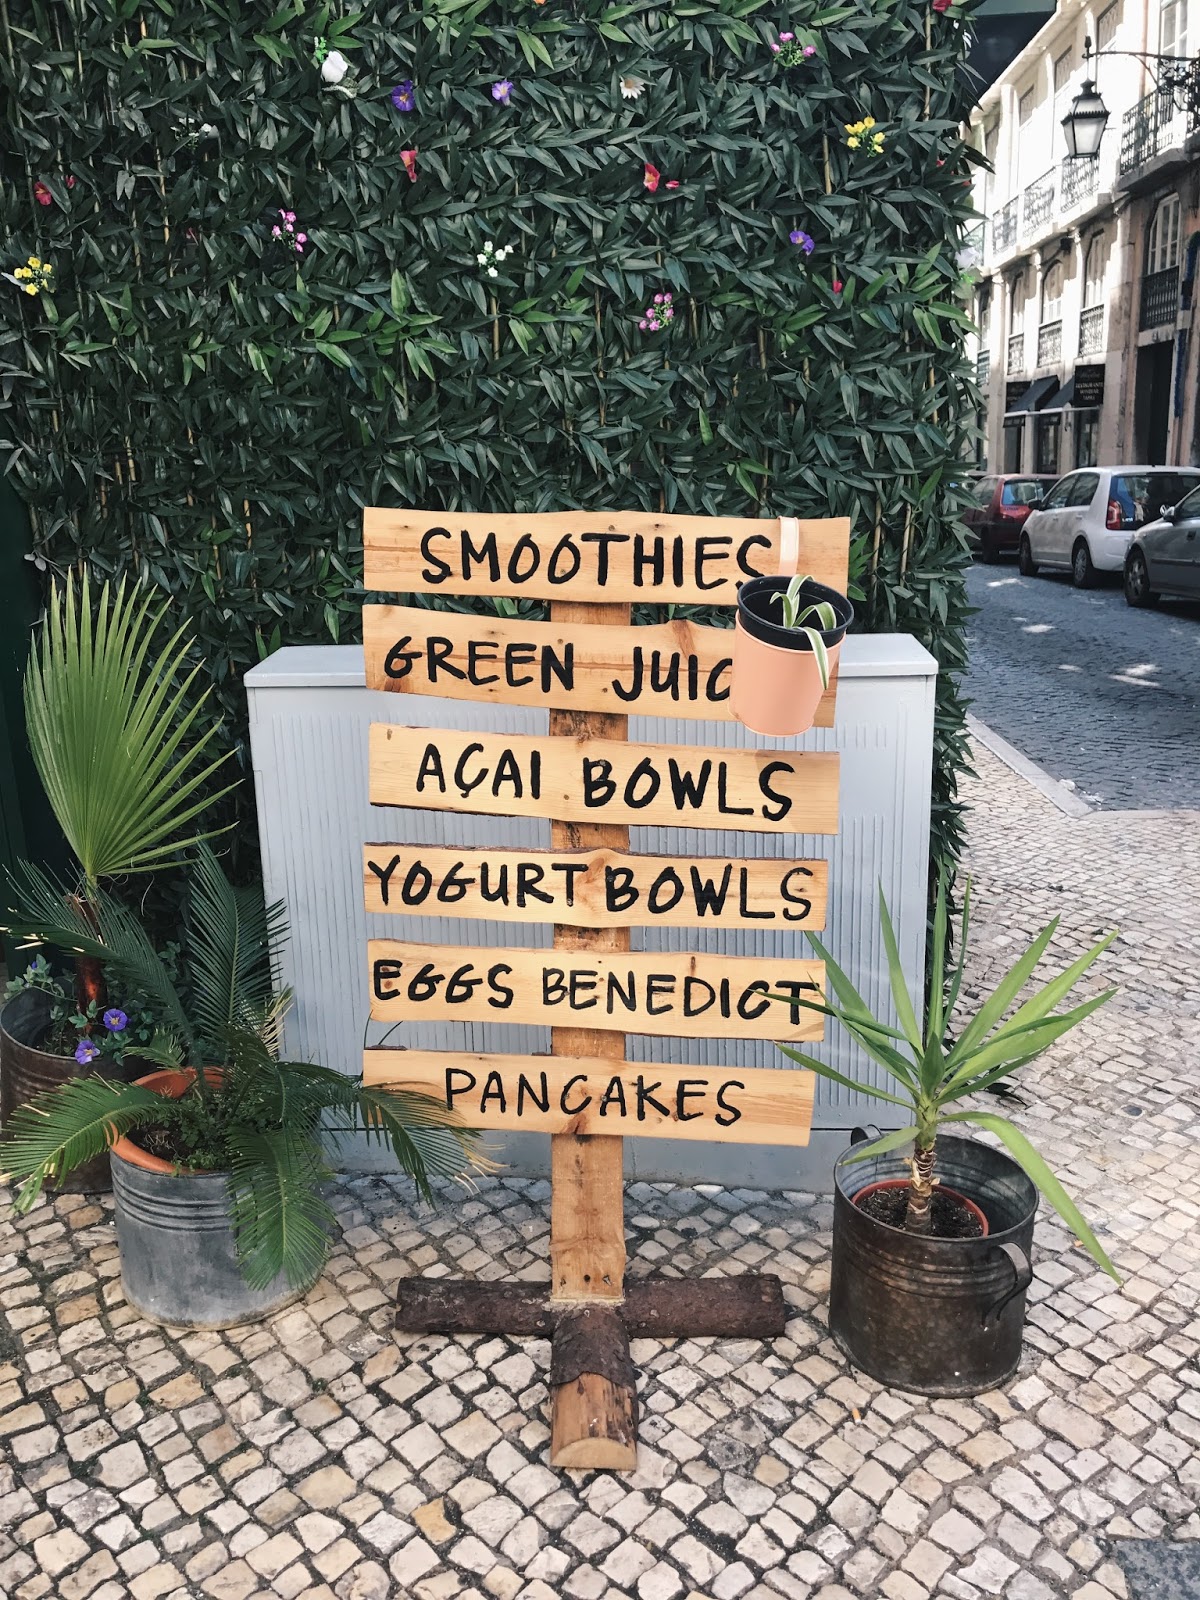 SMOOTHIES
GREEN JUIC
AÇAI BOWLS
YOGURT BOWLS
EGGS BENEDICT
PANCAKES